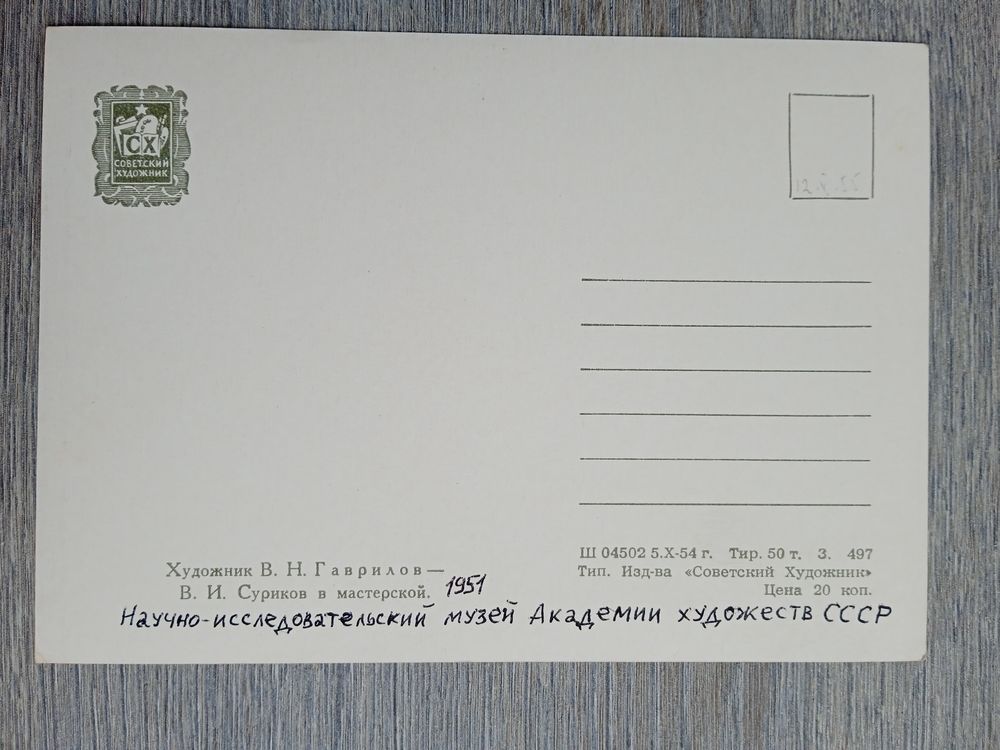 СХ
СОВЕТСКИЙ
ХУДОЖНИК
Художник В. Н. Гаврилов —
В. И. Суриков в мастерской. 1951
Ш 04502 5.X-54 г. Тир. 50 т. З. 497
Тип. Изд-ва «Советский Художник»
Цена 20 коп.
Научно-исследовательский музей Академии художеств СССР